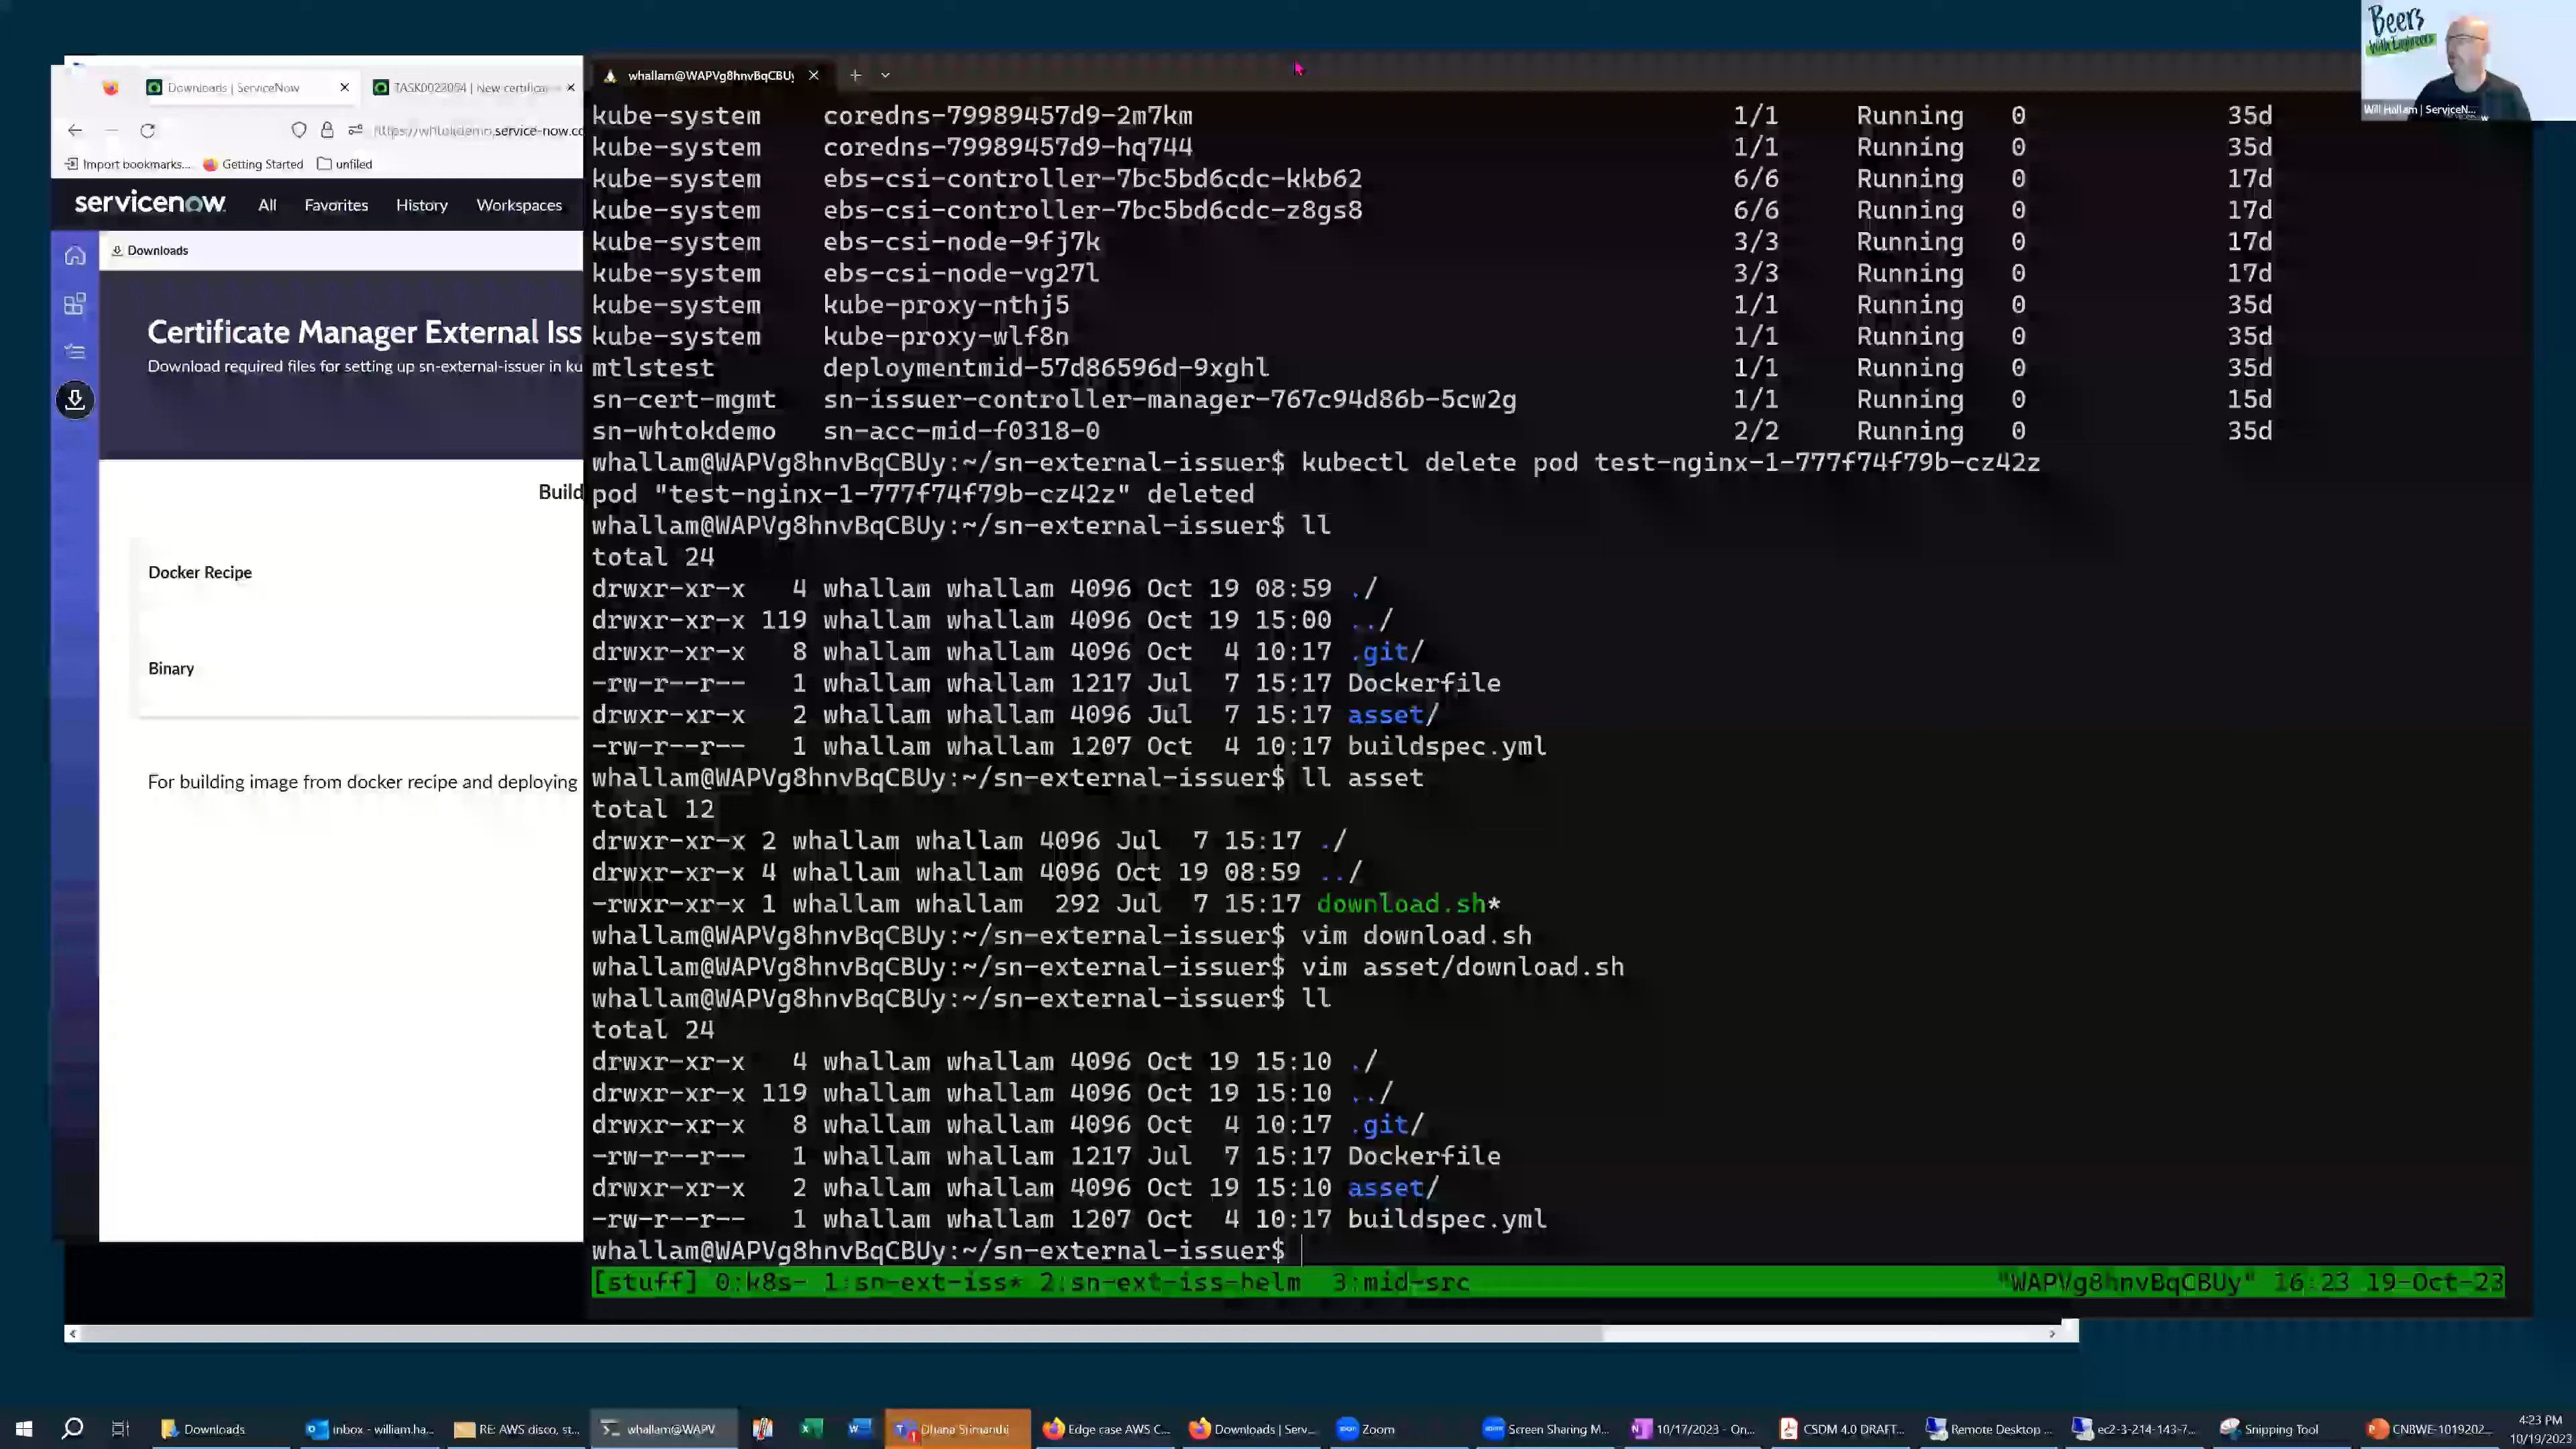 Beers
With Engineers
Will Hallam | ServiceN...
Downloads | ServiceNow
TASK0022054 | New certifica
https://whtokdemo.service-now.co
Import bookmarks...
Getting Started
unfiled
servicenow
All
Favorites
History
Workspaces
Downloads
Certificate Manager External Iss
Download required files for setting up sn-external-issuer in ku
Build
Docker Recipe
Binary
For building image from docker recipe and deploying
whallam@WAPVg8hnvBqCBUy
kube-system coredns-79989457d9-2m7km 1/1 Running 0 35d
kube-system coredns-79989457d9-hq744 1/1 Running 0 35d
kube-system ebs-csi-controller-7bc5bd6cdc-kkb62 6/6 Running 0 17d
kube-system ebs-csi-controller-7bc5bd6cdc-z8gs8 6/6 Running 0 17d
kube-system ebs-csi-node-9fj7k 3/3 Running 0 17d
kube-system ebs-csi-node-vg27l 3/3 Running 0 17d
kube-system kube-proxy-nthj5 1/1 Running 0 35d
kube-system kube-proxy-wlf8n 1/1 Running 0 35d
mtlstest deploymentmid-57d86596d-9xghl 1/1 Running 0 35d
sn-cert-mgmt sn-issuer-controller-manager-767c94d86b-5cw2g 1/1 Running 0 15d
sn-whtokdemo sn-acc-mid-f0318-0 2/2 Running 0 35d
whallam@WAPVg8hnvBqCBUy:~/sn-external-issuer$ kubectl delete pod test-nginx-1-777f74f79b-cz42z
pod "test-nginx-1-777f74f79b-cz42z" deleted
whallam@WAPVg8hnvBqCBUy:~/sn-external-issuer$ ll
total 24
drwxr-xr-x 4 whallam whallam 4096 Oct 19 08:59 ./
drwxr-xr-x 119 whallam whallam 4096 Oct 19 15:00 ../
drwxr-xr-x 8 whallam whallam 4096 Oct 4 10:17 .git/
-rw-r--r-- 1 whallam whallam 1217 Jul 7 15:17 Dockerfile
drwxr-xr-x 2 whallam whallam 4096 Jul 7 15:17 asset/
-rw-r--r-- 1 whallam whallam 1207 Oct 4 10:17 buildspec.yml
whallam@WAPVg8hnvBqCBUy:~/sn-external-issuer$ ll asset
total 12
drwxr-xr-x 2 whallam whallam 4096 Jul 7 15:17 ./
drwxr-xr-x 4 whallam whallam 4096 Oct 19 08:59 ../
-rwxr-xr-x 1 whallam whallam 292 Jul 7 15:17 download.sh*
whallam@WAPVg8hnvBqCBUy:~/sn-external-issuer$ vim download.sh
whallam@WAPVg8hnvBqCBUy:~/sn-external-issuer$ vim asset/download.sh
whallam@WAPVg8hnvBqCBUy:~/sn-external-issuer$ ll
total 24
drwxr-xr-x 4 whallam whallam 4096 Oct 19 15:10 ./
drwxr-xr-x 119 whallam whallam 4096 Oct 19 15:10 ../
drwxr-xr-x 8 whallam whallam 4096 Oct 4 10:17 .git/
-rw-r--r-- 1 whallam whallam 1217 Jul 7 15:17 Dockerfile
drwxr-xr-x 2 whallam whallam 4096 Oct 19 15:10 asset/
-rw-r--r-- 1 whallam whallam 1207 Oct 4 10:17 buildspec.yml
whallam@WAPVg8hnvBqCBUy:~/sn-external-issuer$
[stuff] 0:k8s- 1:sn-ext-iss* 2:sn-ext-iss-helm 3:mid-src "WAPVg8hnvBqCBUy" 16:23 19-Oct-23
Downloads
Inbox - william.ha...
RE: AWS disco, st...
whallam@WAPV
Edge case AWS C...
Downloads | Serv...
Zoom
Screen Sharing M...
10/17/2023 - On...
CSDM 4.0 DRAFT...
Remote Desktop ...
ec2-3-214-143-7...
Snipping Tool
CNBWE-1019202...
4:23 PM
10/19/2023